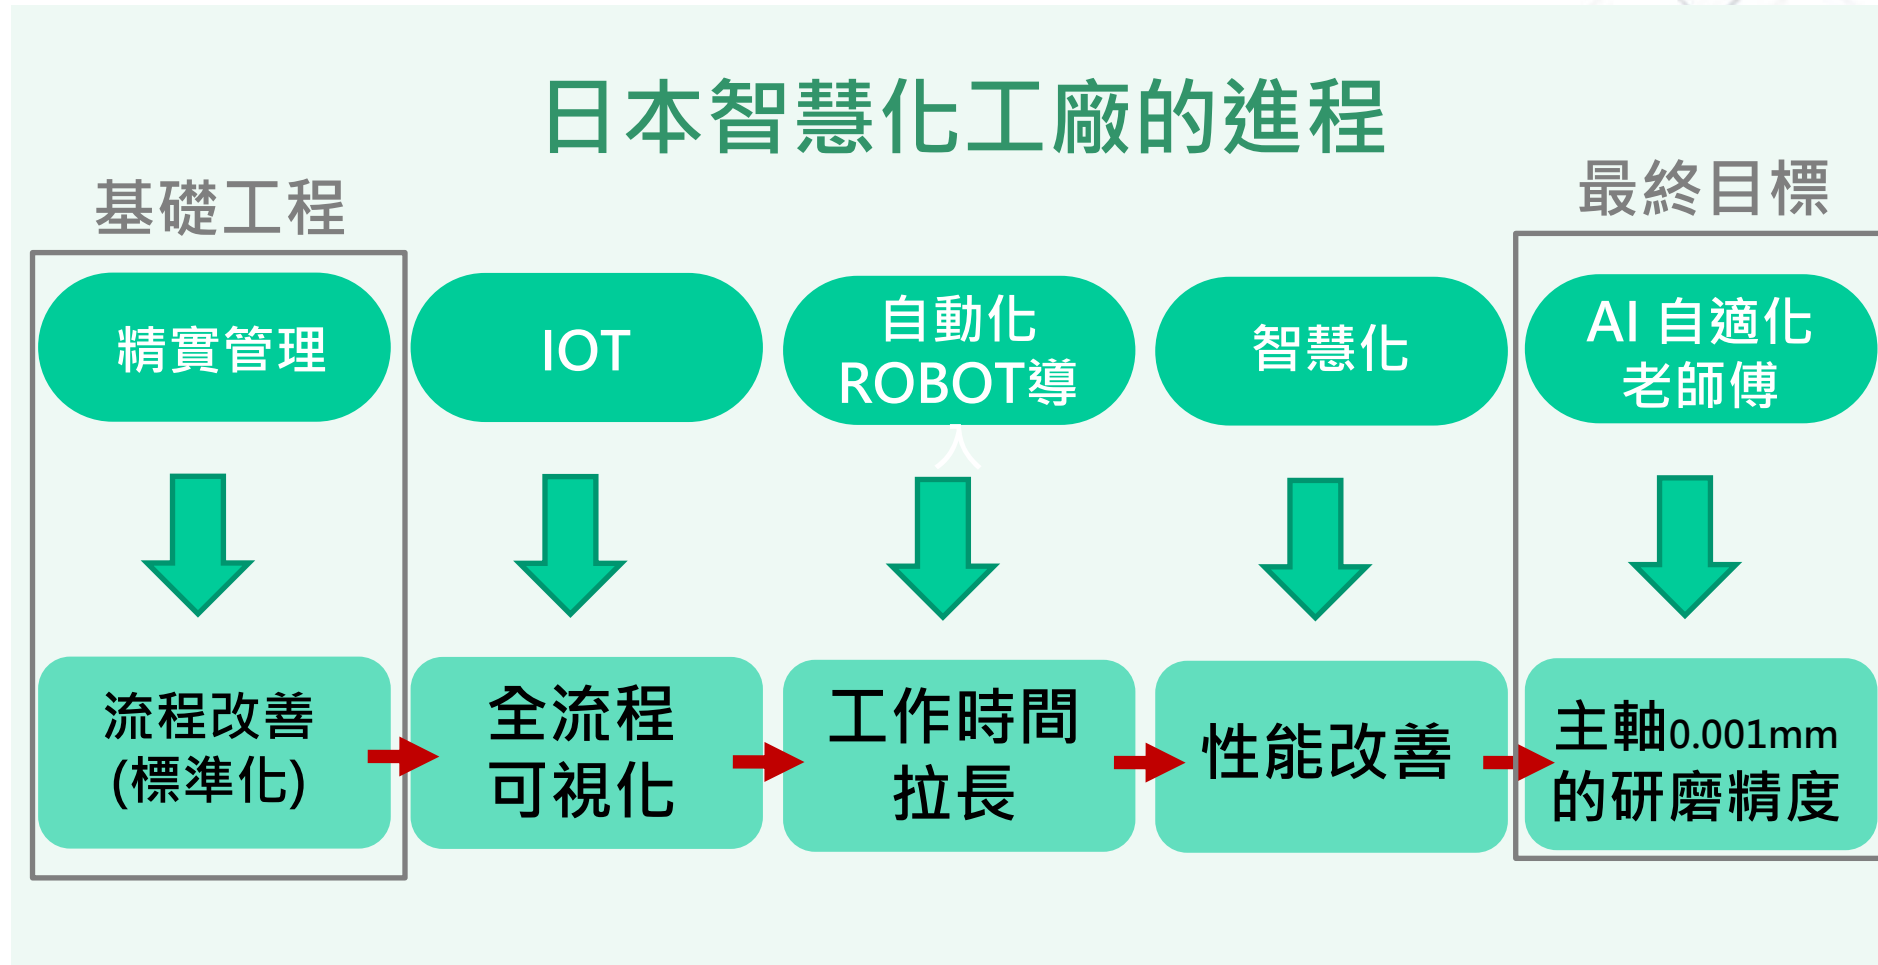 日本智慧化工廠的進程
基礎工程
最終目標
精實管理
IOT
自動化
ROBOT導
入
智慧化
AI 自適化
老師傅
流程改善
(標準化)
全流程
可視化
工作時間
拉長
性能改善
主軸0.001mm
的研磨精度